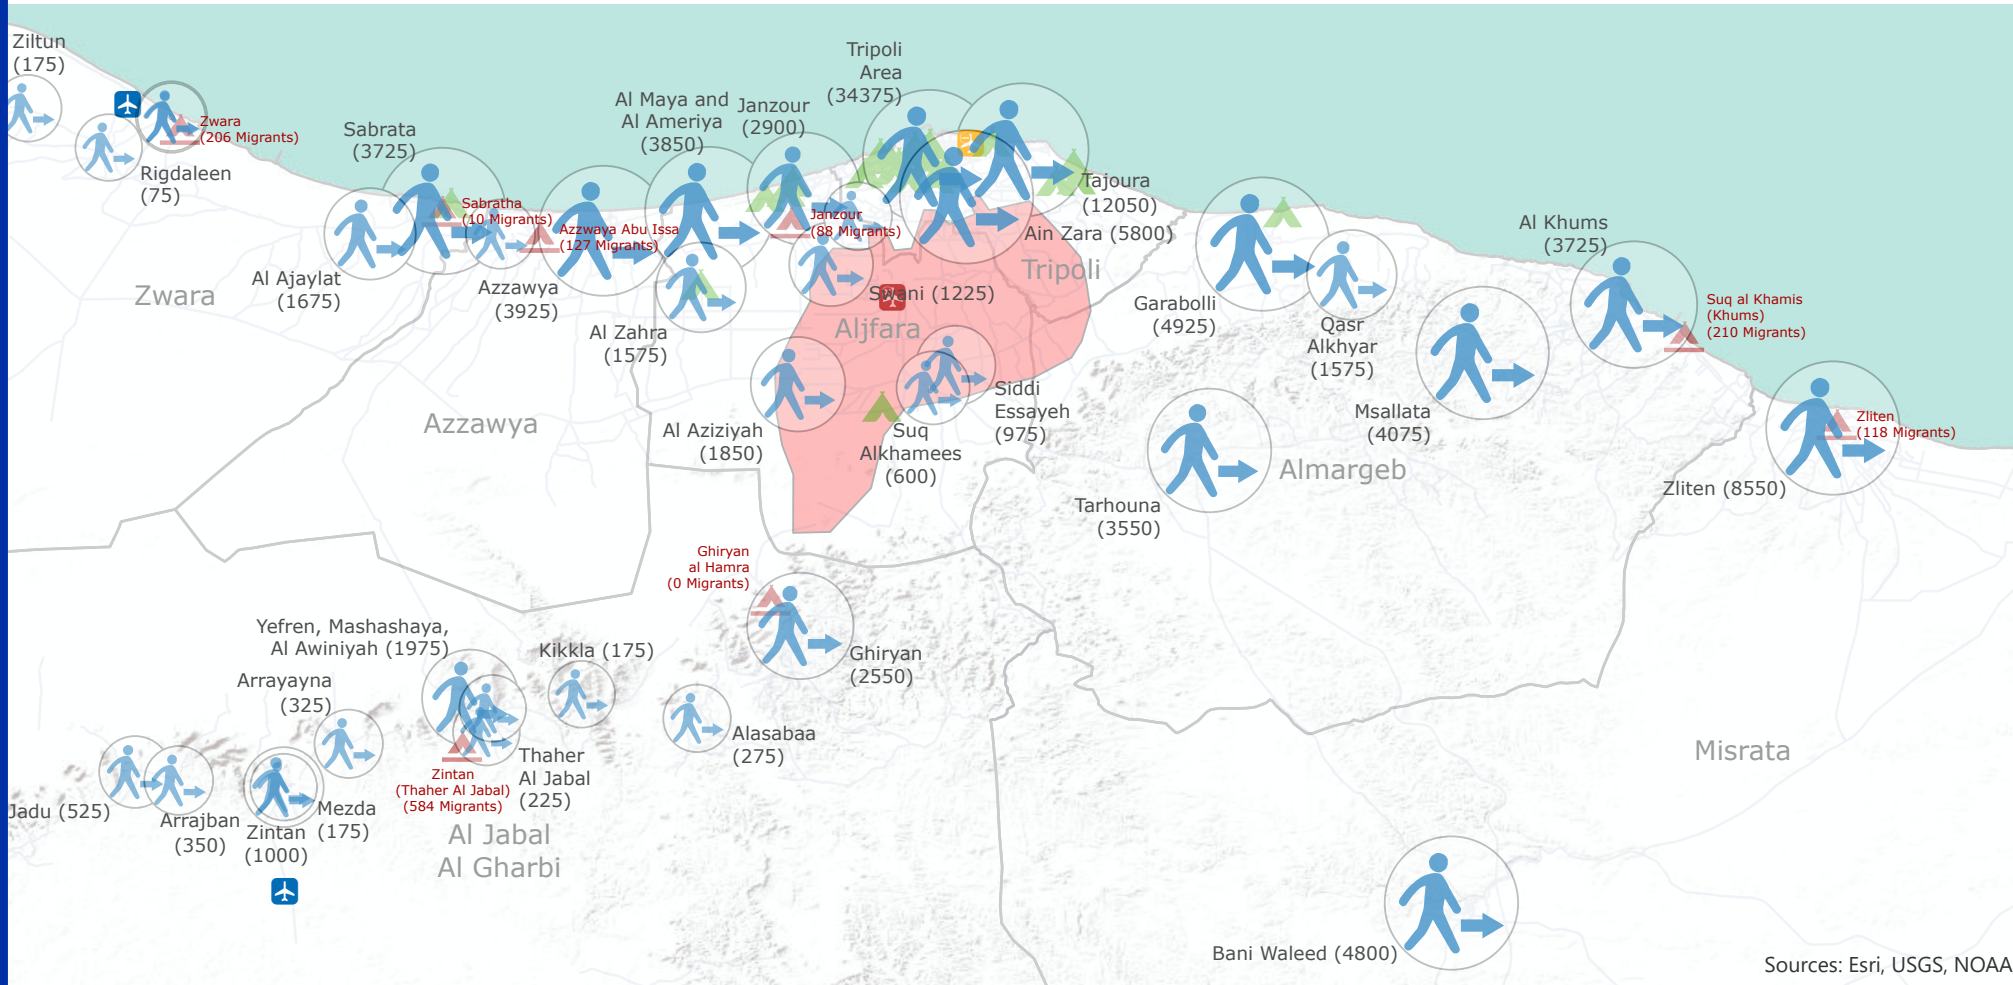 Ziltun
(175)
Zwara
(206 Migrants)
Rigdaleen
(75)
Sabrata
(3725)
Al Maya and
Al Ameriya
(3850)
Janzour
(2900)
Tripoli
Area
(34375)
Sabratha
(10 Migrants)
Azzwaya Abu Issa
(127 Migrants)
Janzour
(88 Migrants)
Tajoura
(12050)
Ain Zara (5800)
Tripoli
Al Khums
(3725)
Zwara
Al Ajaylat
(1675)
Azzawya
(3925)
Al Zahra
(1575)
Swani (1225)
Aljfara
Garabolli
(4925)
Qasr
Alkhyar
(1575)
Suq al Khamis
(Khums)
(210 Migrants)
Azzawya
Al Aziziyah
(1850)
Suq
Alkhamees
(600)
Siddi
Essayeh
(975)
Msallata
(4075)
Zliten
(118 Migrants)
Almargeb
Tarhouna
(3550)
Zliten (8550)
Ghiryan
al Hamra
(0 Migrants)
Yefren, Mashashaya,
Al Awiniyah (1975)
Kikkla (175)
Ghiryan
(2550)
Arrayayna
(325)
Alasabaa
(275)
Thaher
Al Jabal
(225)
Zintan
(Thaher Al Jabal)
(584 Migrants)
Jadu (525)
Arrajban
(350)
Zintan
(1000)
Mezda
(175)
Al Jabal
Al Gharbi
Misrata
Bani Waleed (4800)
Sources: Esri, USGS, NOAA